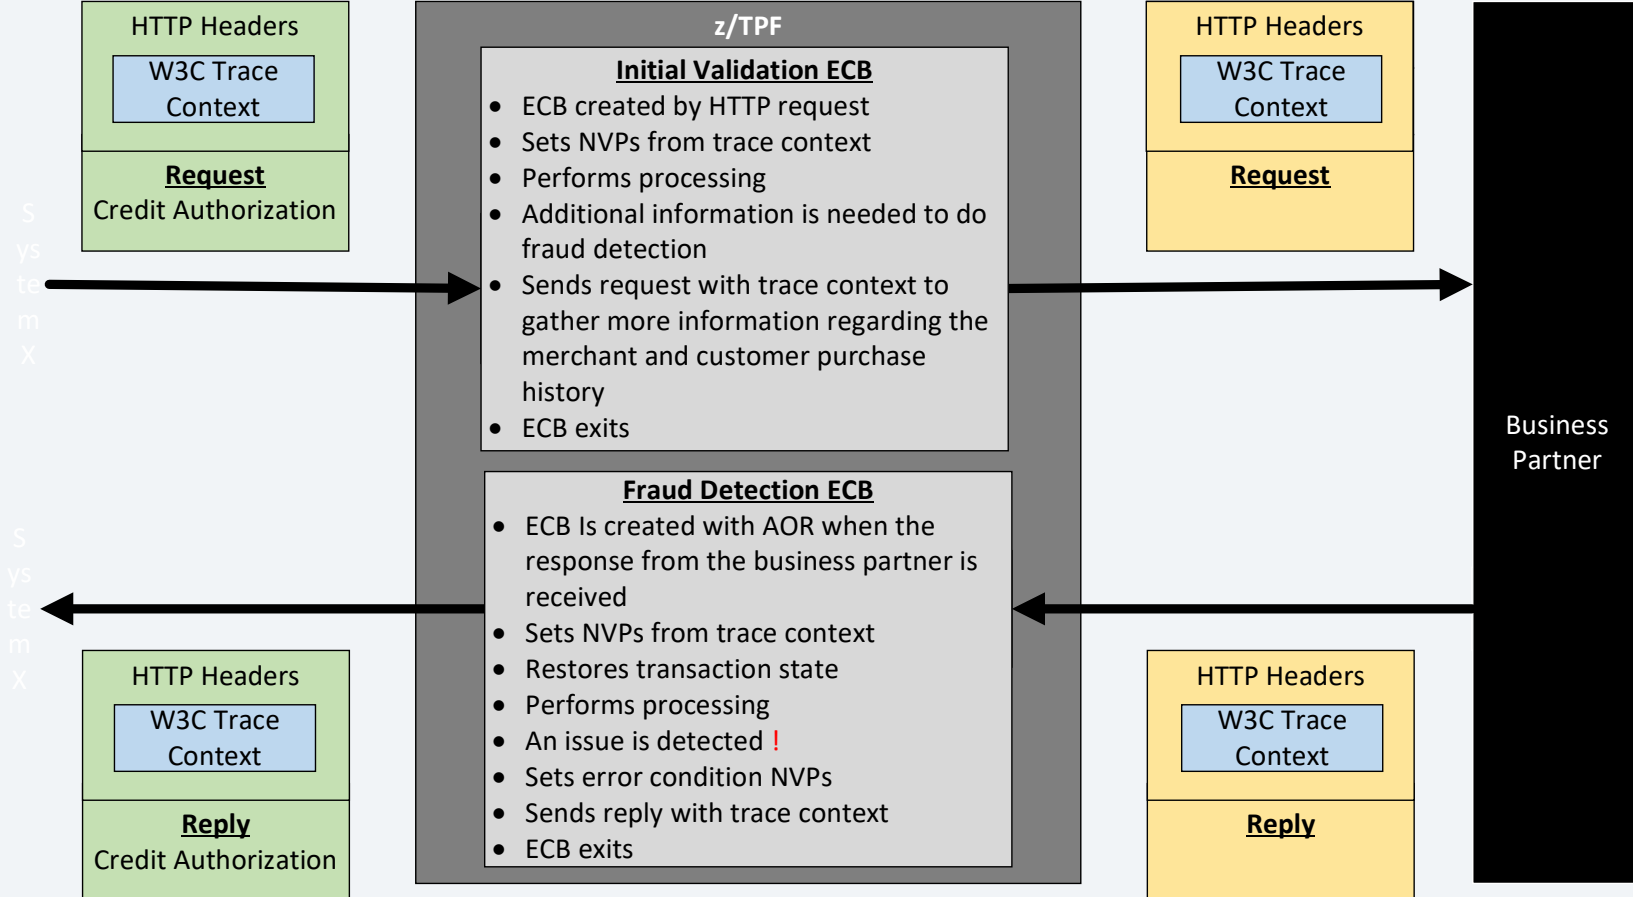 HTTP Headers
W3C Trace
Context
Request
Credit Authorization
S
ys
te
m
X
z/TPF
Initial Validation ECB
• ECB created by HTTP request
• Sets NVPs from trace context
• Performs processing
• Additional information is needed to do
fraud detection
• Sends request with trace context to
gather more information regarding the
merchant and customer purchase
history
• ECB exits
HTTP Headers
W3C Trace
Context
Request
Business
Partner
Fraud Detection ECB
• ECB Is created with AOR when the
response from the business partner is
received
• Sets NVPs from trace context
• Restores transaction state
• Performs processing
• An issue is detected !
• Sets error condition NVPs
• Sends reply with trace context
• ECB exits
S
ys
te
m
X
HTTP Headers
W3C Trace
Context
Reply
Credit Authorization
HTTP Headers
W3C Trace
Context
Reply